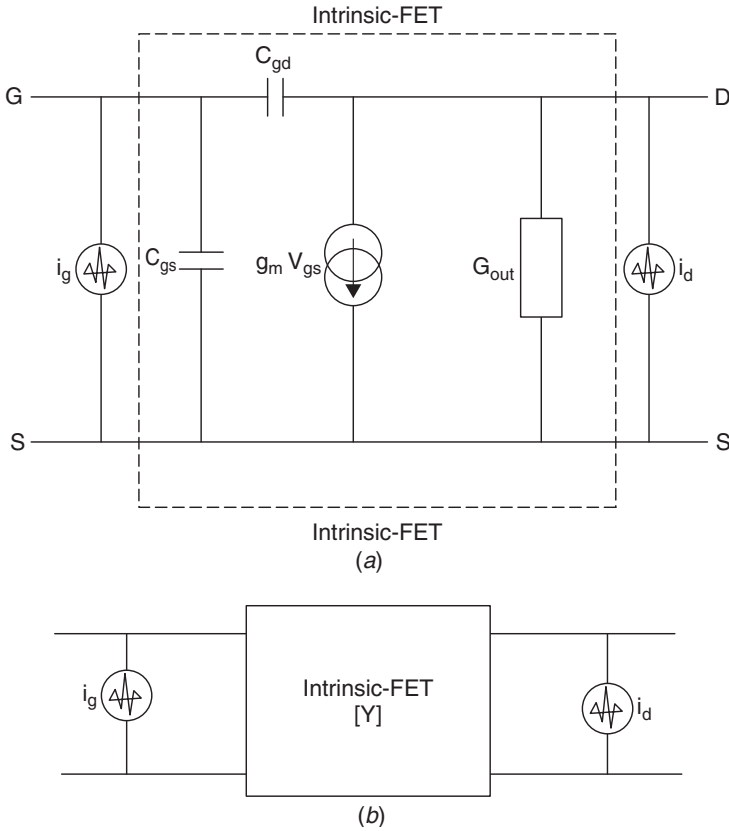 Intrinsic-FET
C_gd
G
D
i_g
C_gs
g_m V_gs
G_out
i_d
S
S
Intrinsic-FET
(a)
i_g
Intrinsic-FET
[Y]
i_d
(b)